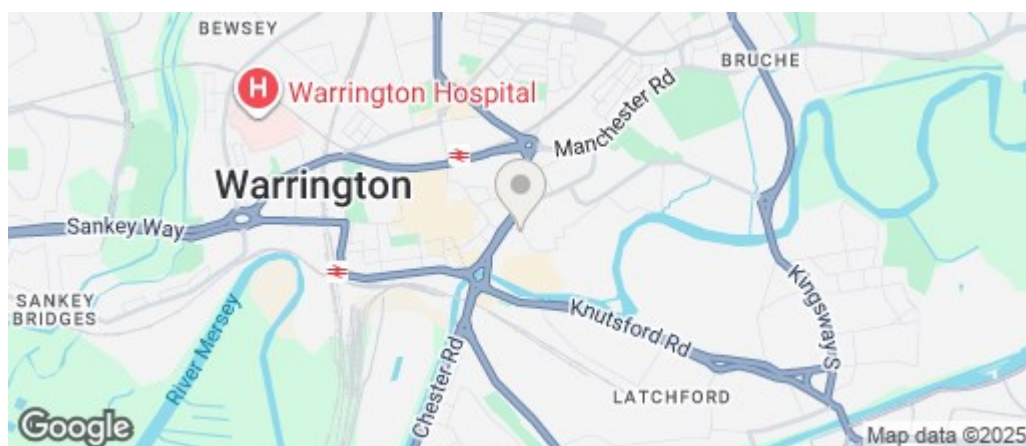 BEWSEY
H
Warrington Hospital
BRUCHE
Manchester Rd
Warrington
Sankey Way
SANKEY
BRIDGES
River Mersey
Chester Rd
Knutsford Rd
Kingsway S
LATCHFORD
Google
Map data ©2025